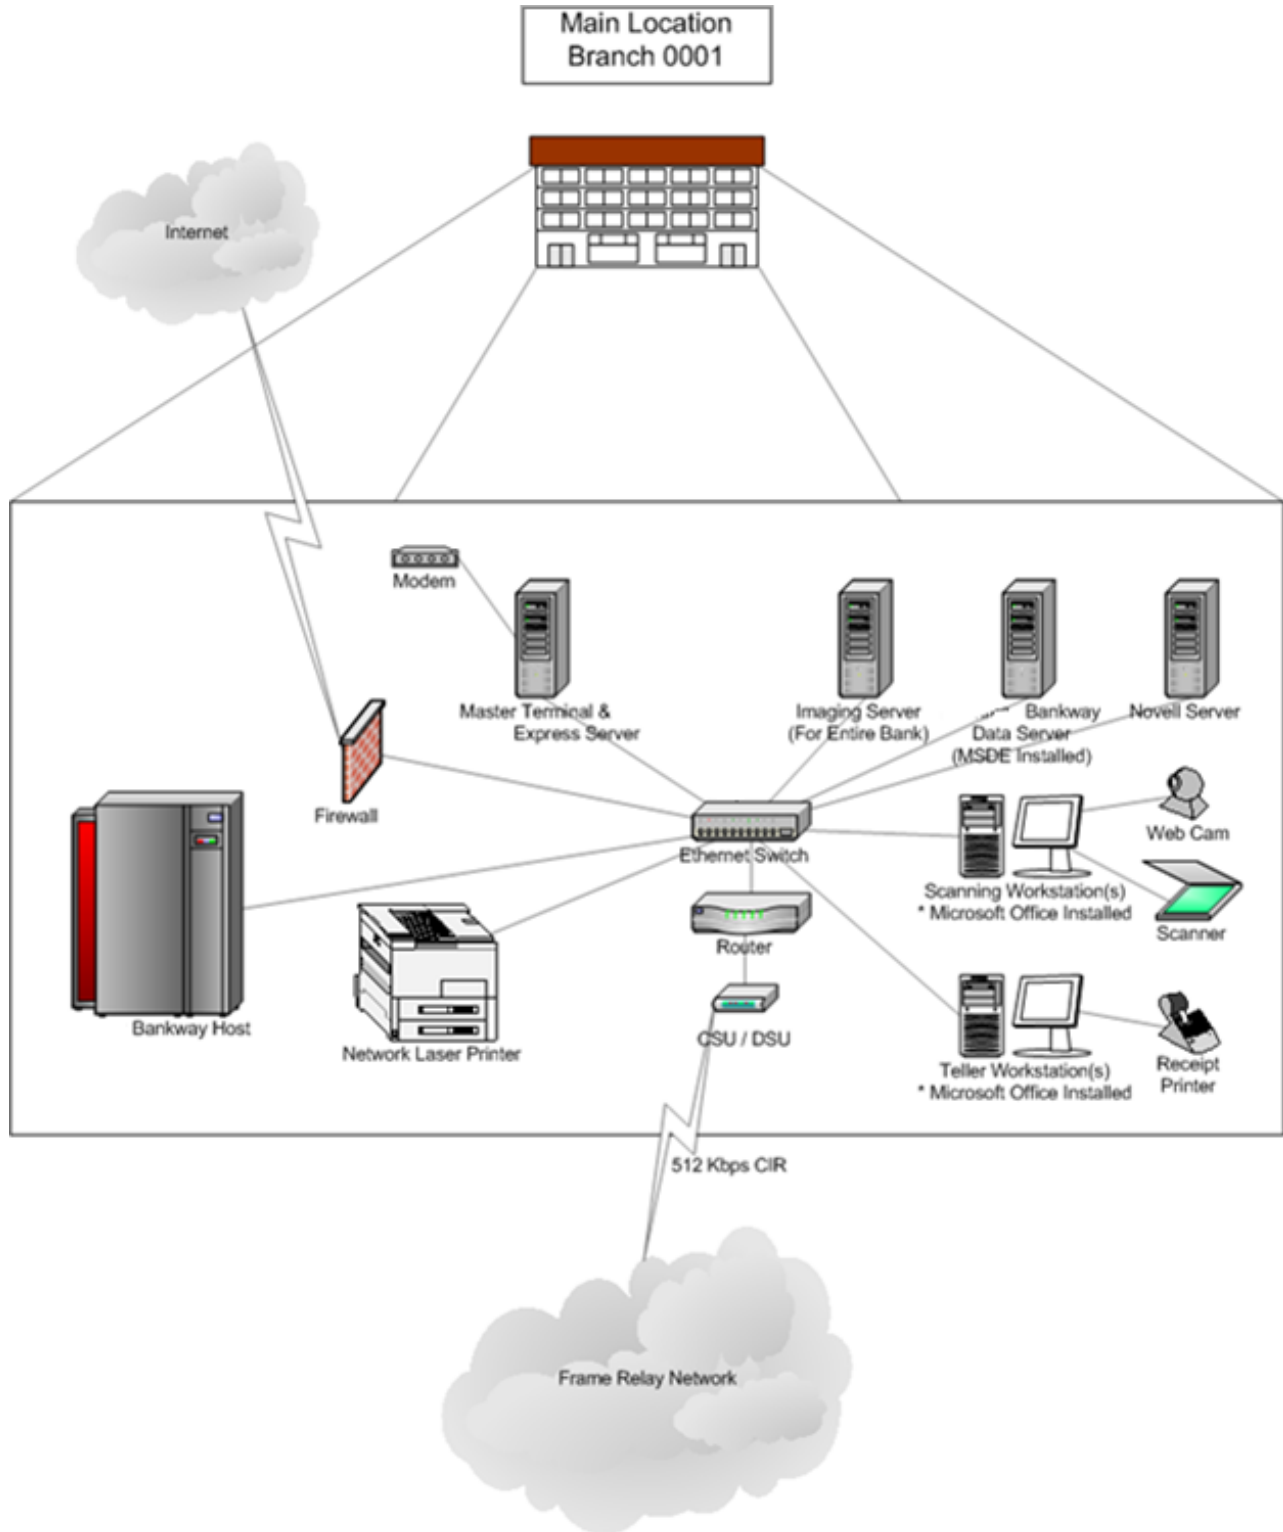 Main Location
Branch 0001
Internet
Modem
Master Terminal &
Express Server
Imaging Server
(For Entire Bank)
Bankway
Data Server
(MSDE Installed)
Novell Server
Firewall
Ethernet Switch
Web Cam
Scanning Workstation(s)
* Microsoft Office Installed
Scanner
Router
Bankway Host
Network Laser Printer
CSU / DSU
Teller Workstation(s)
* Microsoft Office Installed
Receipt
Printer
512 Kbps CIR
Frame Relay Network